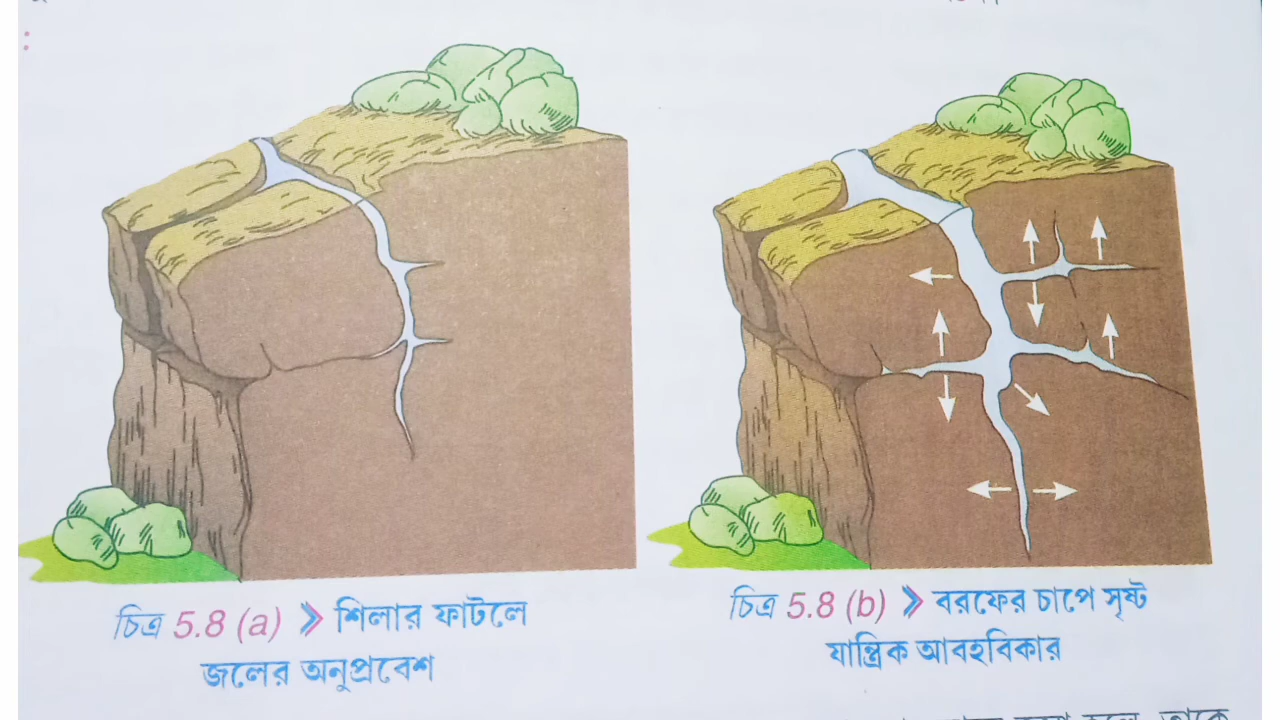 চিত্র 5.8 (a) » শিলার ফাটলে
জলের অনুপ্রবেশ
চিত্র 5.8 (b) » বরফের চাপে সৃষ্ট
যান্ত্রিক আবহবিকার